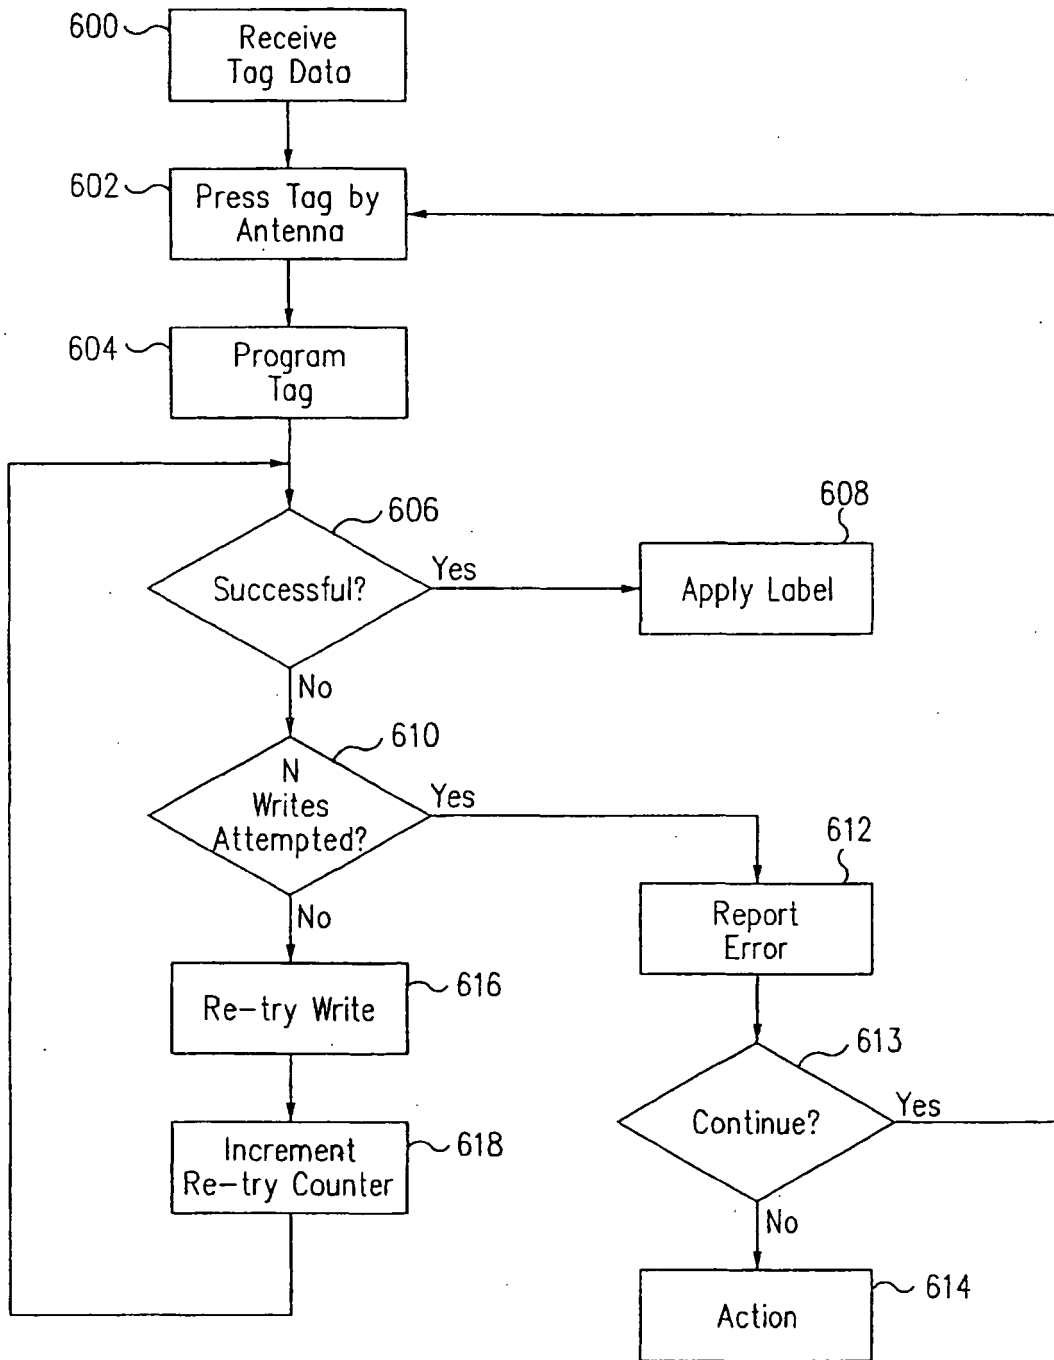 600
Receive
Tag Data
602
Press Tag by
Antenna
604
Program
Tag
606
Successful?
Yes
608
Apply Label
No
610
N
Writes
Attempted?
Yes
612
Report
Error
No
616
Re-try Write
613
Continue?
Yes
618
Increment
Re-try Counter
No
614
Action